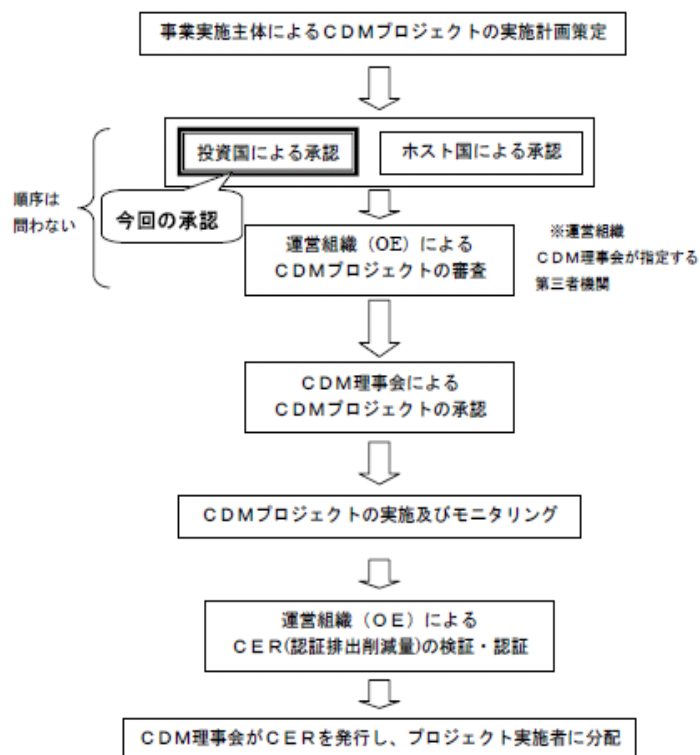 事業実施主体によるCDMプロジェクトの実施計画策定
投資国による承認
ホスト国による承認
順序は
問わない
今回の承認
運営組織（OE）による
CDMプロジェクトの審査
※運営組織
CDM理事会が指定する
第三者機関
CDM理事会による
CDMプロジェクトの承認
CDMプロジェクトの実施及びモニタリング
運営組織（OE）による
CER(認証排出削減量)の検証・認証
CDM理事会がCERを発行し、プロジェクト実施者に分配